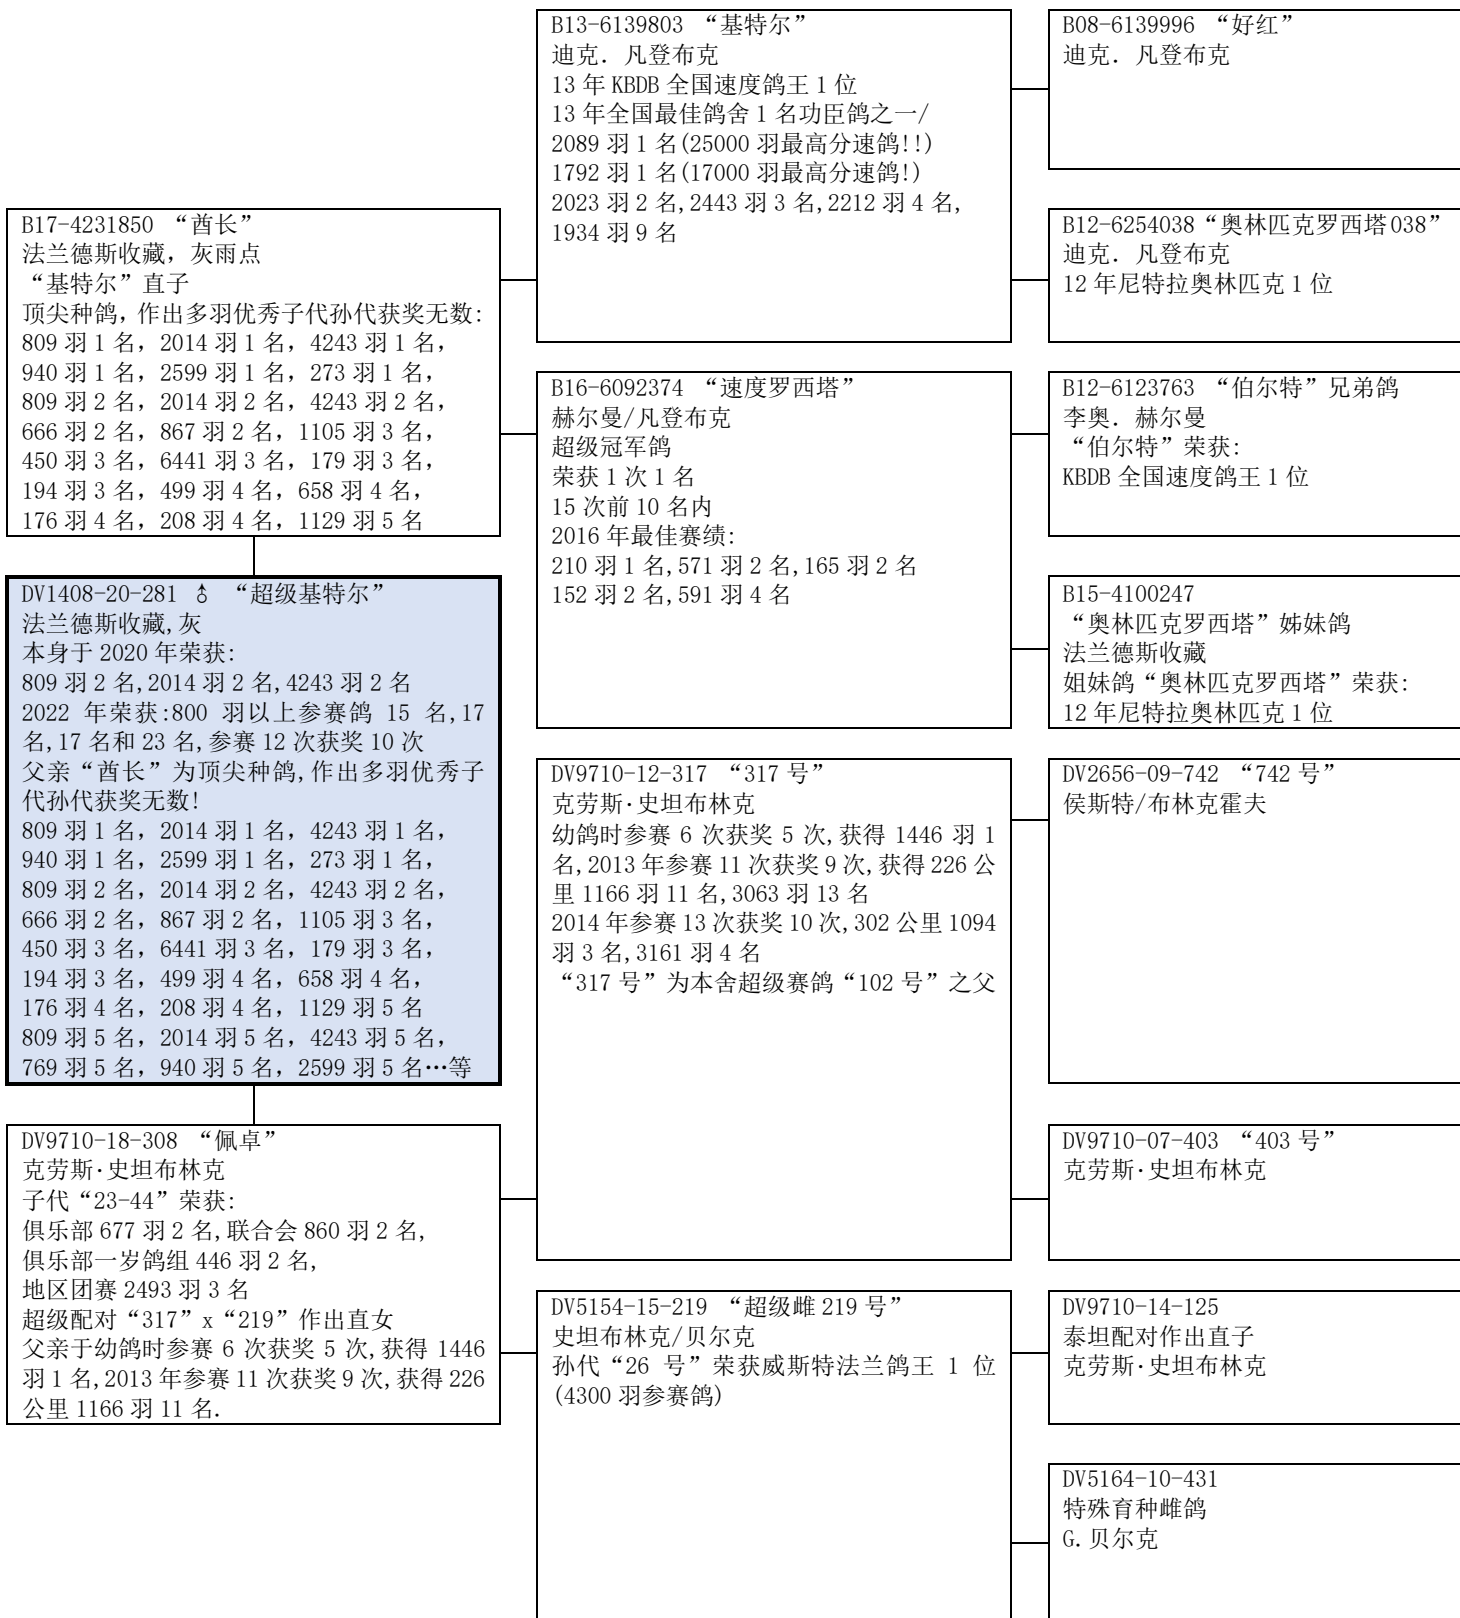 B17-4231850 “酋长”
法兰德斯收藏，灰雨点
“基特尔”直子
顶尖种鸽，作出多羽优秀子代孙代获奖无数:
809 羽 1 名，2014 羽 1 名，4243 羽 1 名，
940 羽 1 名，2599 羽 1 名，273 羽 1 名，
809 羽 2 名，2014 羽 2 名，4243 羽 2 名，
666 羽 2 名，867 羽 2 名，1105 羽 3 名，
450 羽 3 名，6441 羽 3 名，179 羽 3 名，
194 羽 3 名，499 羽 4 名，658 羽 4 名，
176 羽 4 名，208 羽 4 名，1129 羽 5 名
DV1408-20-281 ♂ “超级基特尔”
法兰德斯收藏,灰
本身于 2020 年荣获:
809 羽 2 名,2014 羽 2 名,4243 羽 2 名
2022 年荣获:800 羽以上参赛鸽 15 名,17
名,17 名和 23 名,参赛 12 次获奖 10 次
父亲“酋长”为顶尖种鸽,作出多羽优秀子
代孙代获奖无数!
809 羽 1 名，2014 羽 1 名，4243 羽 1 名，
940 羽 1 名，2599 羽 1 名，273 羽 1 名，
809 羽 2 名，2014 羽 2 名，4243 羽 2 名，
666 羽 2 名，867 羽 2 名，1105 羽 3 名，
450 羽 3 名，6441 羽 3 名，179 羽 3 名，
194 羽 3 名，499 羽 4 名，658 羽 4 名，
176 羽 4 名，208 羽 4 名，1129 羽 5 名
809 羽 5 名，2014 羽 5 名，4243 羽 5 名，
769 羽 5 名，940 羽 5 名，2599 羽 5 名…等
DV9710-18-308 “佩卓”
克劳斯·史坦布林克
子代“23-44”荣获:
俱乐部 677 羽 2 名,联合会 860 羽 2 名,
俱乐部一岁鸽组 446 羽 2 名,
地区团赛 2493 羽 3 名
超级配对“317”x“219”作出直女
父亲于幼鸽时参赛 6 次获奖 5 次,获得 1446
羽 1 名,2013 年参赛 11 次获奖 9 次,获得 226
公里 1166 羽 11 名.
B13-6139803 “基特尔”
迪克．凡登布克
13 年 KBDB 全国速度鸽王 1 位
13 年全国最佳鸽舍 1 名功臣鸽之一/
2089 羽 1 名(25000 羽最高分速鸽!!)
1792 羽 1 名(17000 羽最高分速鸽!)
2023 羽 2 名,2443 羽 3 名,2212 羽 4 名,
1934 羽 9 名
B16-6092374 “速度罗西塔”
赫尔曼/凡登布克
超级冠军鸽
荣获 1 次 1 名
15 次前 10 名内
2016 年最佳赛绩:
210 羽 1 名,571 羽 2 名,165 羽 2 名
152 羽 2 名,591 羽 4 名
DV9710-12-317 “317 号”
克劳斯·史坦布林克
幼鸽时参赛 6 次获奖 5 次,获得 1446 羽 1
名,2013 年参赛 11 次获奖 9 次,获得 226 公
里 1166 羽 11 名,3063 羽 13 名
2014 年参赛 13 次获奖 10 次,302 公里 1094
羽 3 名,3161 羽 4 名
“317 号”为本舍超级赛鸽“102 号”之父
DV5154-15-219 “超级雌 219 号”
史坦布林克/贝尔克
孙代“26 号”荣获威斯特法兰鸽王 1 位
(4300 羽参赛鸽)
B08-6139996 “好红”
迪克．凡登布克
B12-6254038“奥林匹克罗西塔 038”
迪克．凡登布克
12 年尼特拉奥林匹克 1 位
B12-6123763 “伯尔特”兄弟鸽
李奥．赫尔曼
“伯尔特”荣获:
KBDB 全国速度鸽王 1 位
B15-4100247
“奥林匹克罗西塔”姊妹鸽
法兰德斯收藏
姐妹鸽“奥林匹克罗西塔”荣获:
12 年尼特拉奥林匹克 1 位
DV2656-09-742 “742 号”
侯斯特/布林克霍夫
DV9710-07-403 “403 号”
克劳斯·史坦布林克
DV9710-14-125
泰坦配对作出直子
克劳斯·史坦布林克
DV5164-10-431
特殊育种雌鸽
G.贝尔克